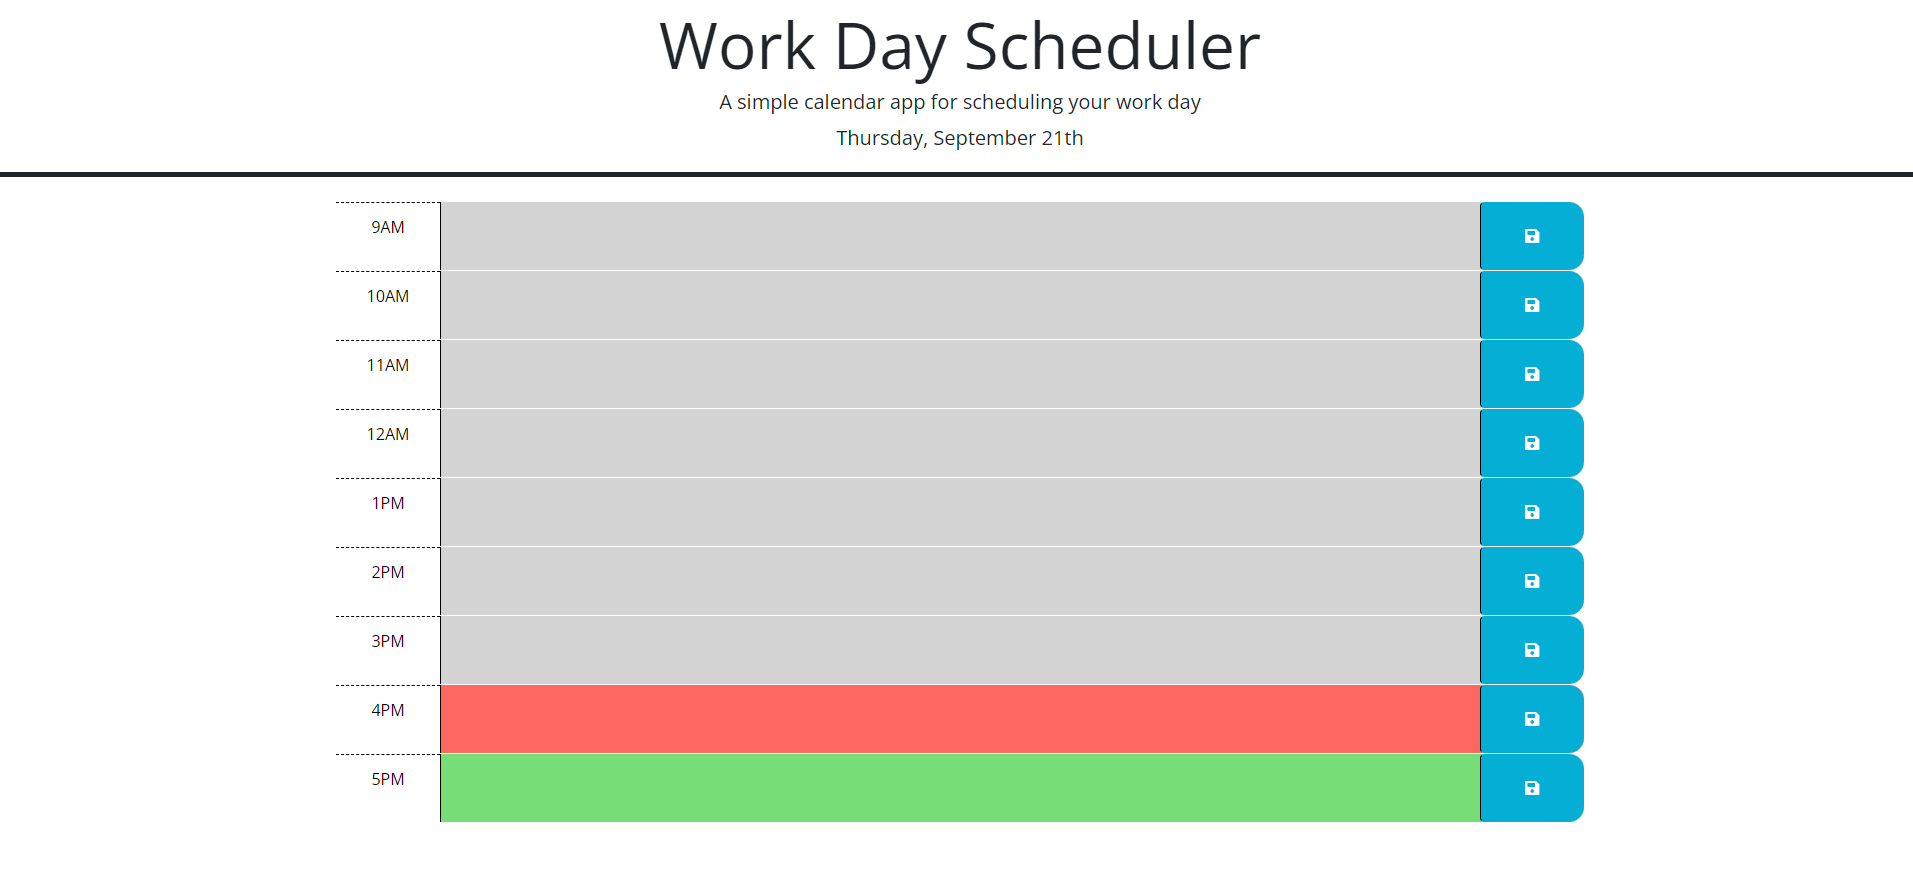 Work Day Scheduler
A simple calendar app for scheduling your work day
Thursday, September 21th
9AM
10AM
11AM
12AM
1PM
2PM
3PM
4PM
5PM